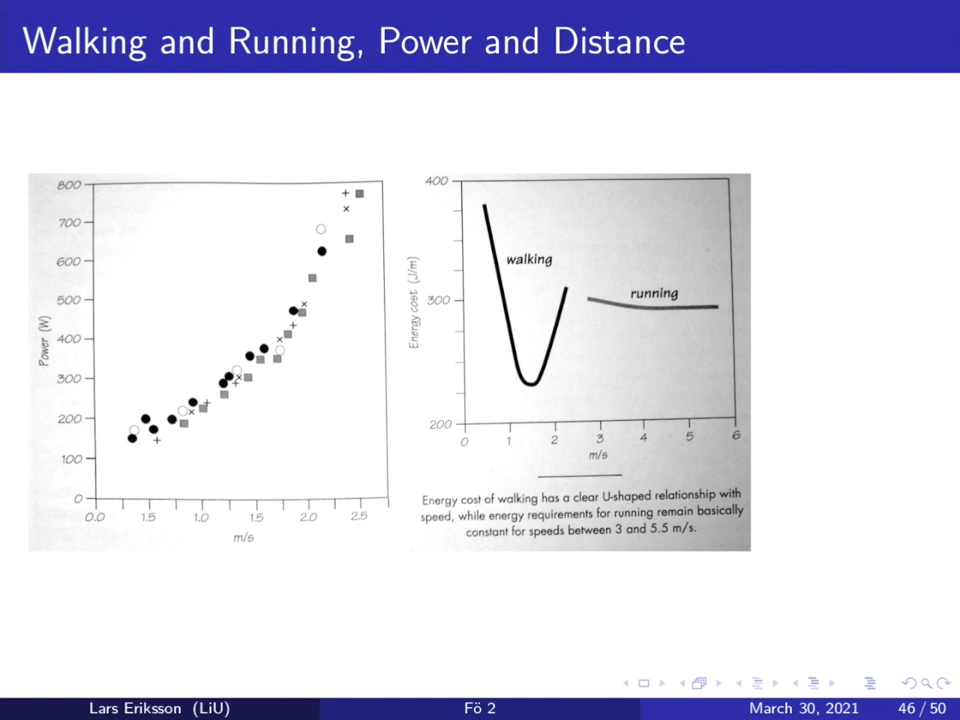 Walking and Running, Power and Distance
800
700
600
500
400
300
200
100
0
Power (W)
0.0 1.5 1.0 1.5 2.0 2.5
m/s
+ ×
400
300
200
Energy cost (J/m)
walking
running
0 1 2 3 4 5 6
m/s
Energy cost of walking has a clear U-shaped relationship with
speed, while energy requirements for running remain basically
constant for speeds between 3 and 5.5 m/s.
Lars Eriksson (LiU) Fö 2 March 30, 2021 46 / 50